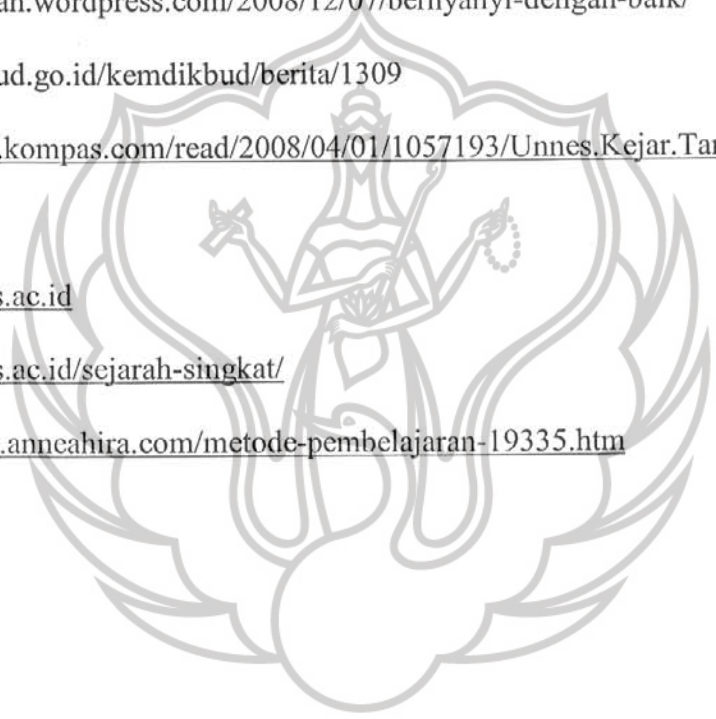 an.wordpress.com/2008/12/07/bernyanyi-dengan-baik/
ud.go.id/kemdikbud/berita/1309
.kompas.com/read/2008/04/01/1057193/Unnes.Kejar.Tar
s.ac.id
s.ac.id/sejarah-singkat/
.anneahira.com/metode-pembelajaran-19335.htm